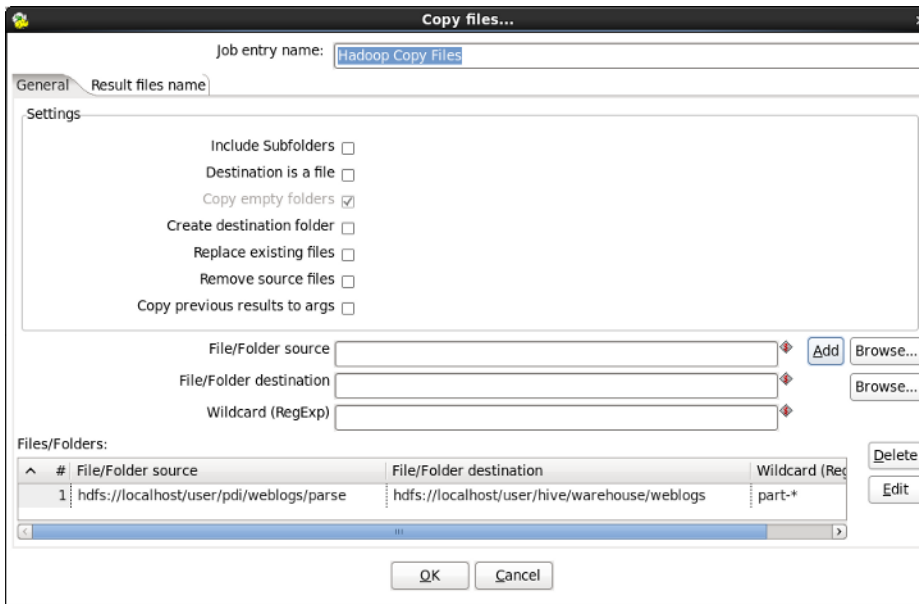 Copy files...
Job entry name: Hadoop Copy Files
General Result files name
Settings
Include Subfolders
Destination is a file
Copy empty folders
Create destination folder
Replace existing files
Remove source files
Copy previous results to args
File/Folder source Add Browse...
File/Folder destination Browse...
Wildcard (RegExp)
Files/Folders:
# File/Folder source File/Folder destination Wildcard (Reg Delete
1 hdfs://localhost/user/pdi/weblogs/parse hdfs://localhost/user/hive/warehouse/weblogs part-* Edit
OK Cancel